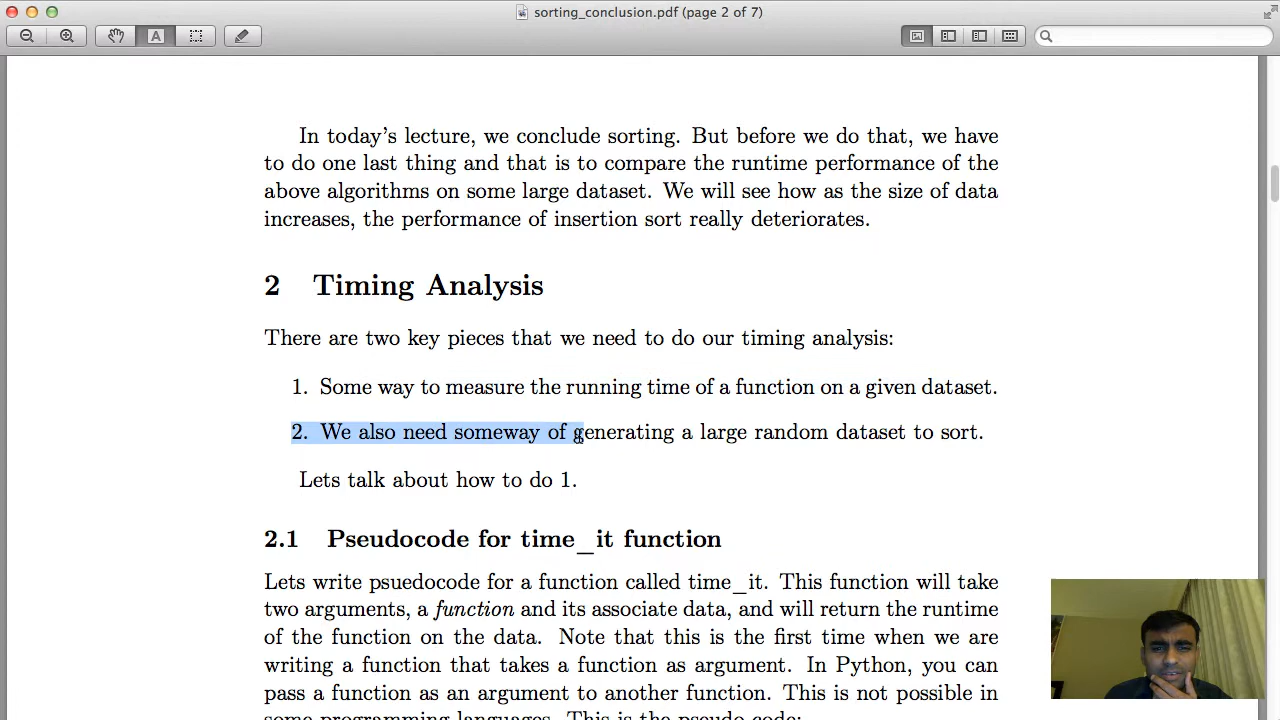 sorting_conclusion.pdf (page 2 of 7)
In today's lecture, we conclude sorting. But before we do that, we have
to do one last thing and that is to compare the runtime performance of the
above algorithms on some large dataset. We will see how as the size of data
increases, the performance of insertion sort really deteriorates.
2 Timing Analysis
There are two key pieces that we need to do our timing analysis:
1. Some way to measure the running time of a function on a given dataset.
2. We also need someway of generating a large random dataset to sort.
Lets talk about how to do 1.
2.1 Pseudocode for time_it function
Lets write psuedocode for a function called time_it. This function will take
two arguments, a function and its associate data, and will return the runtime
of the function on the data. Note that this is the first time when we are
writing a function that takes a function as argument. In Python, you can
pass a function as an argument to another function. This is not possible in
some programming languages. This is the pseudo code: